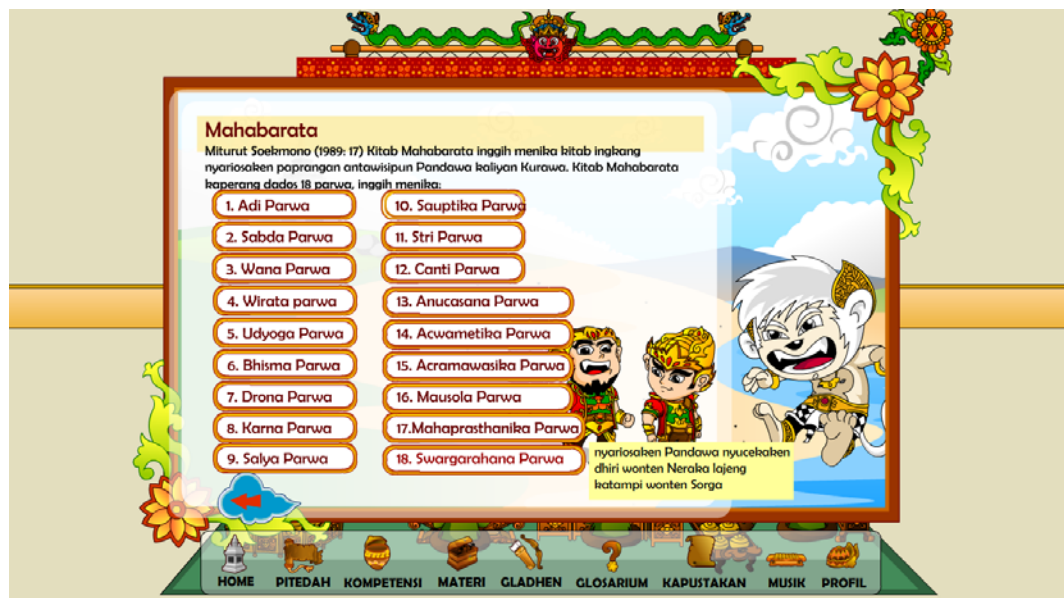 X
Mahabarata
Miturut Soekmono (1989: 17) Kitab Mahabarata inggih menika kitab ingkang
nyariosaken paprangan antawisipun Pandawa kaliyan Kurawa. Kitab Mahabarata
kaperang dados 18 parwa, inggih menika:
1. Adi Parwa
2. Sabda Parwa
3. Wana Parwa
4. Wirata parwa
5. Udyoga Parwa
6. Bhisma Parwa
7. Drona Parwa
8. Karna Parwa
9. Salya Parwa
10. Sauptika Parwa
11. Stri Parwa
12. Canti Parwa
13. Anucasana Parwa
14. Acwametika Parwa
15. Acramawasika Parwa
16. Mausola Parwa
17.Mahaprasthanika Parwa
18. Swargarahana Parwa
nyariosaken Pandawa nyucekaken
dhiri wonten Neraka lajeng
katampi wonten Sorga
HOME PITEDAH KOMPETENSI MATERI GLADHEN GLOSARIUM KAPUSTAKAN MUSIK PROFIL